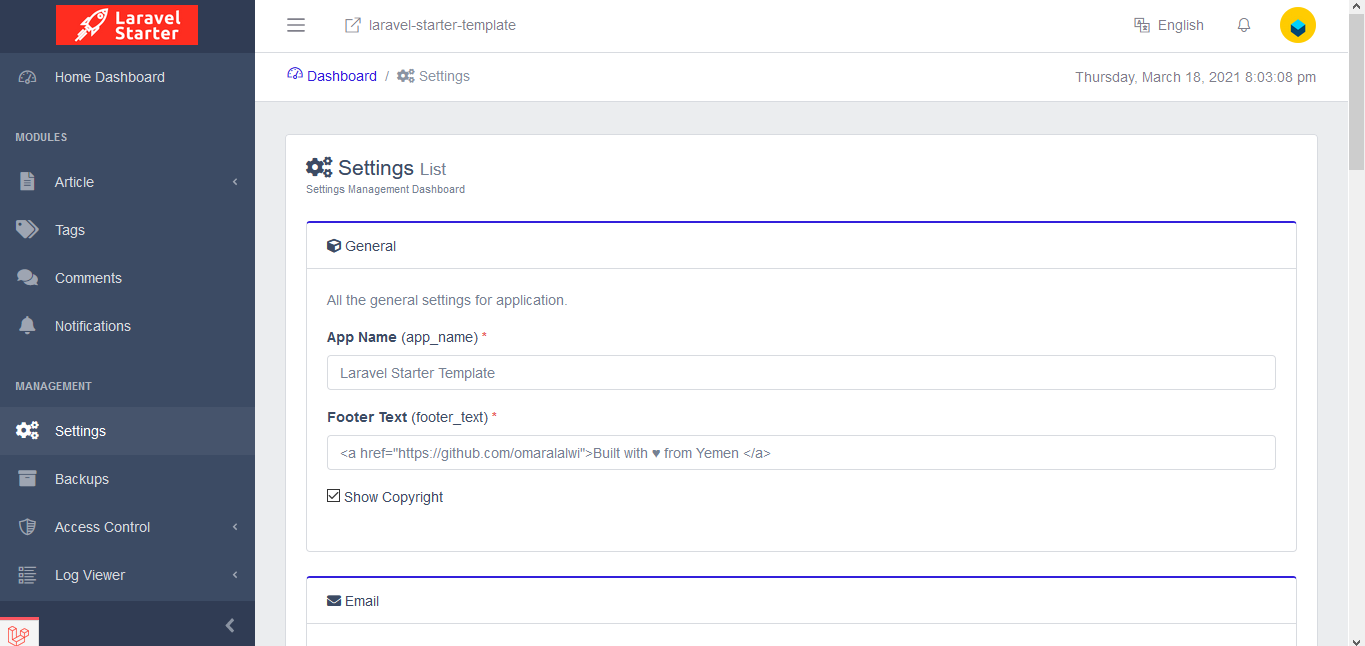 Laravel
Starter
laravel-starter-template
English
Home Dashboard
Dashboard / Settings
Thursday, March 18, 2021 8:03:08 pm
MODULES
Article
Tags
Comments
Notifications
MANAGEMENT
Settings
Backups
Access Control
Log Viewer
Settings List
Settings Management Dashboard
General
All the general settings for application.
App Name (app_name) *
Laravel Starter Template
Footer Text (footer_text) *
<a href="https://github.com/omaralalwi">Built with ♥ from Yemen </a>
Show Copyright
Email